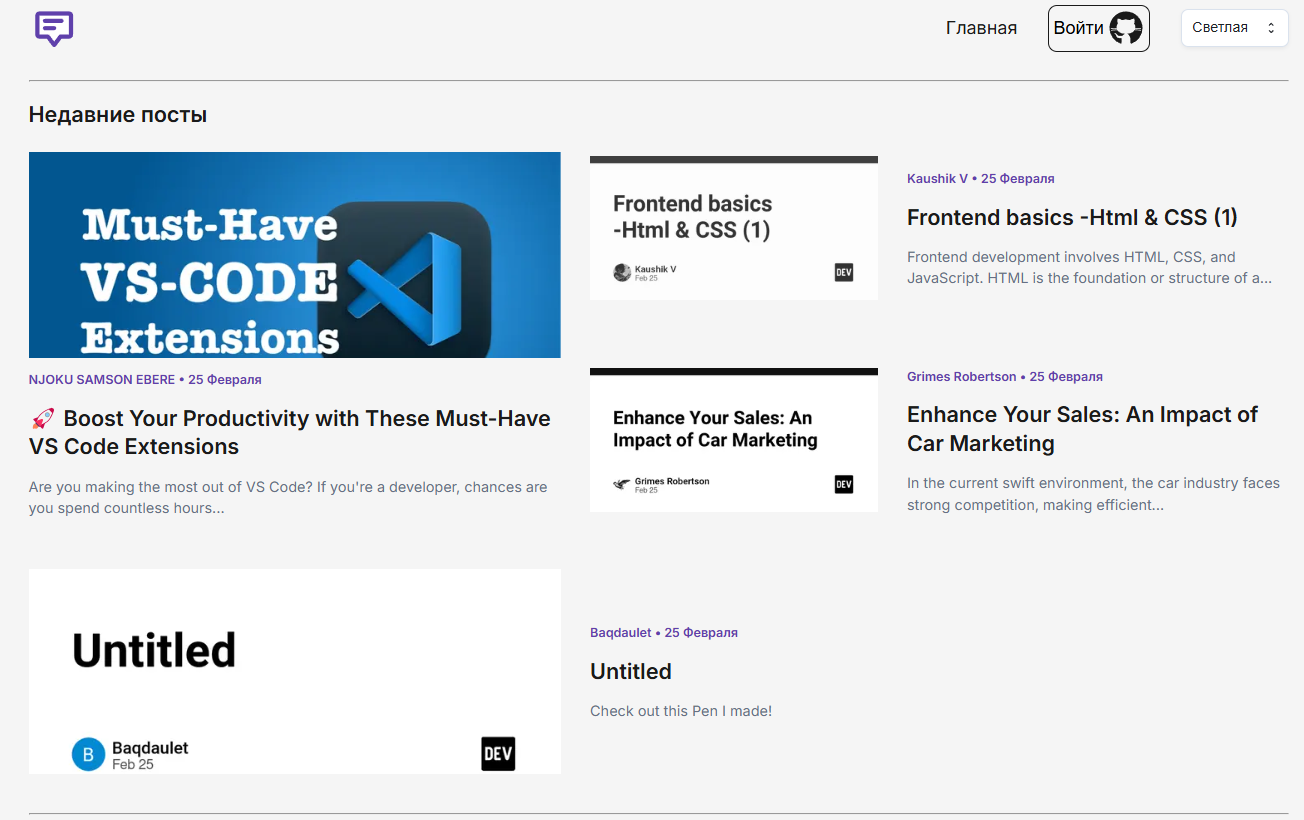 Главная
Войти
Светлая
Недавние посты
Must-Have
VS-CODE
Extensions
NJOKU SAMSON EBERE • 25 Февраля
🚀 Boost Your Productivity with These Must-Have
VS Code Extensions
Are you making the most out of VS Code? If you're a developer, chances are
you spend countless hours...
Frontend basics
-Html & CSS (1)
Kaushik V
Feb 25
DEV
Kaushik V • 25 Февраля
Frontend basics -Html & CSS (1)
Frontend development involves HTML, CSS, and
JavaScript. HTML is the foundation or structure of a...
Enhance Your Sales: An
Impact of Car Marketing
Grimes Robertson
Feb 25
DEV
Grimes Robertson • 25 Февраля
Enhance Your Sales: An Impact of
Car Marketing
In the current swift environment, the car industry faces
strong competition, making efficient...
Untitled
B
Baqdaulet
Feb 25
DEV
Baqdaulet • 25 Февраля
Untitled
Check out this Pen I made!